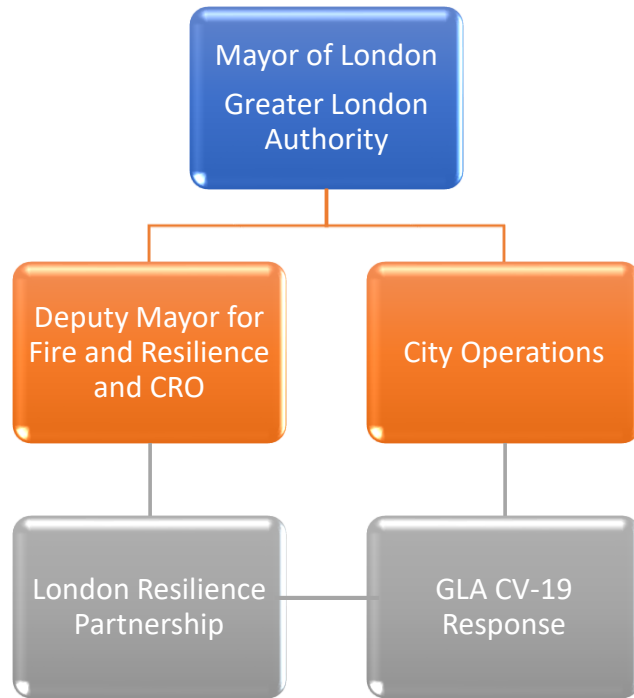 Mayor of London
Greater London
Authority
Deputy Mayor for
Fire and Resilience
and CRO
City Operations
London Resilience
Partnership
GLA CV-19
Response